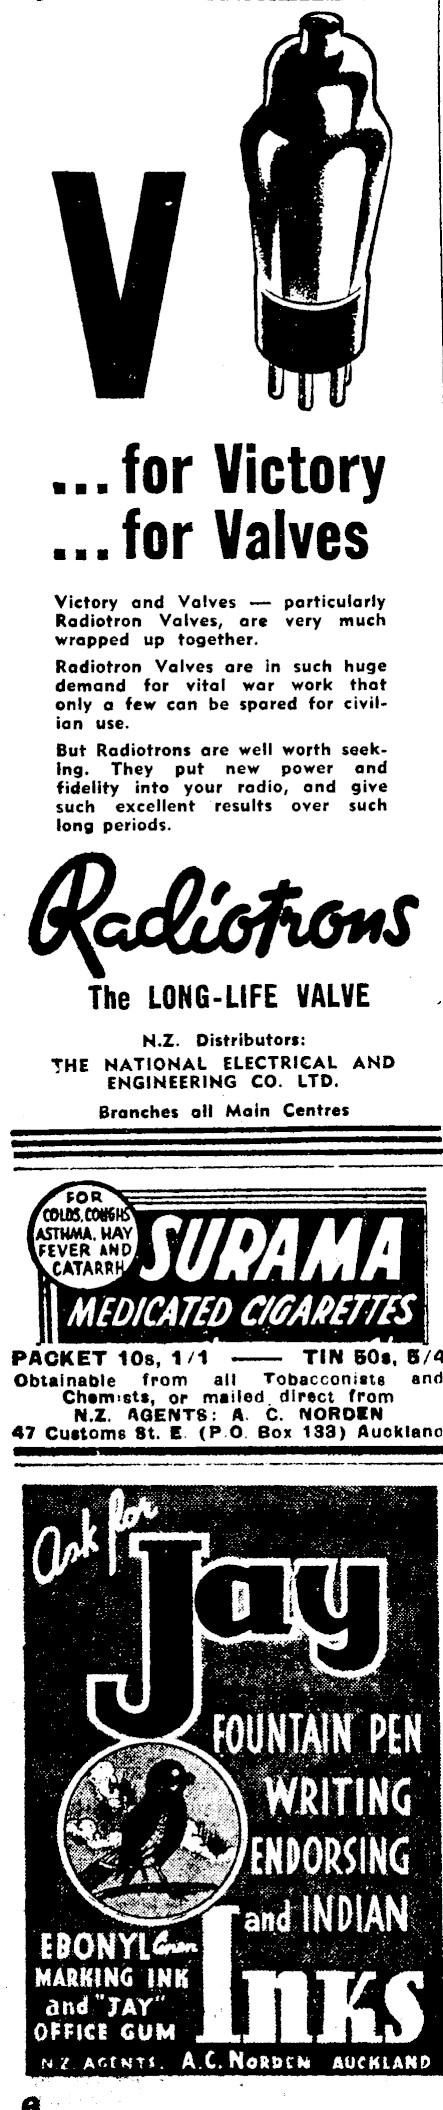 V
... for Victory
... for Valves
Victory and Valves — particularly
Radiotron Valves, are very much
wrapped up together.
Radiotron Valves are in such huge
demand for vital war work that
only a few can be spared for civil-
ian use.
But Radiotrons are well worth seek-
ing. They put new power and
fidelity into your radio, and give
such excellent results over such
long periods.
Radiotrons
The LONG-LIFE VALVE
N.Z. Distributors:
THE NATIONAL ELECTRICAL AND
ENGINEERING CO. LTD.
Branches all Main Centres
FOR
COLDS, COUGHS
ASTHMA, HAY
FEVER AND
CATARRH
SURAMA
MEDICATED CIGARETTES
PACKET 10s, 1/1 — TIN 50s, 5/4
Obtainable from all Tobacconists and
Chemists, or mailed direct from
N.Z. AGENTS: A. C. NORDEN
47 Customs St. E. (P.O. Box 133) Auckland
Ask for
Jay
FOUNTAIN PEN
WRITING
ENDORSING
and INDIAN
Inks
EBONYL
MARKING INK
and "JAY"
OFFICE GUM
N.Z. AGENTS. A.C. NORDEN AUCKLAND